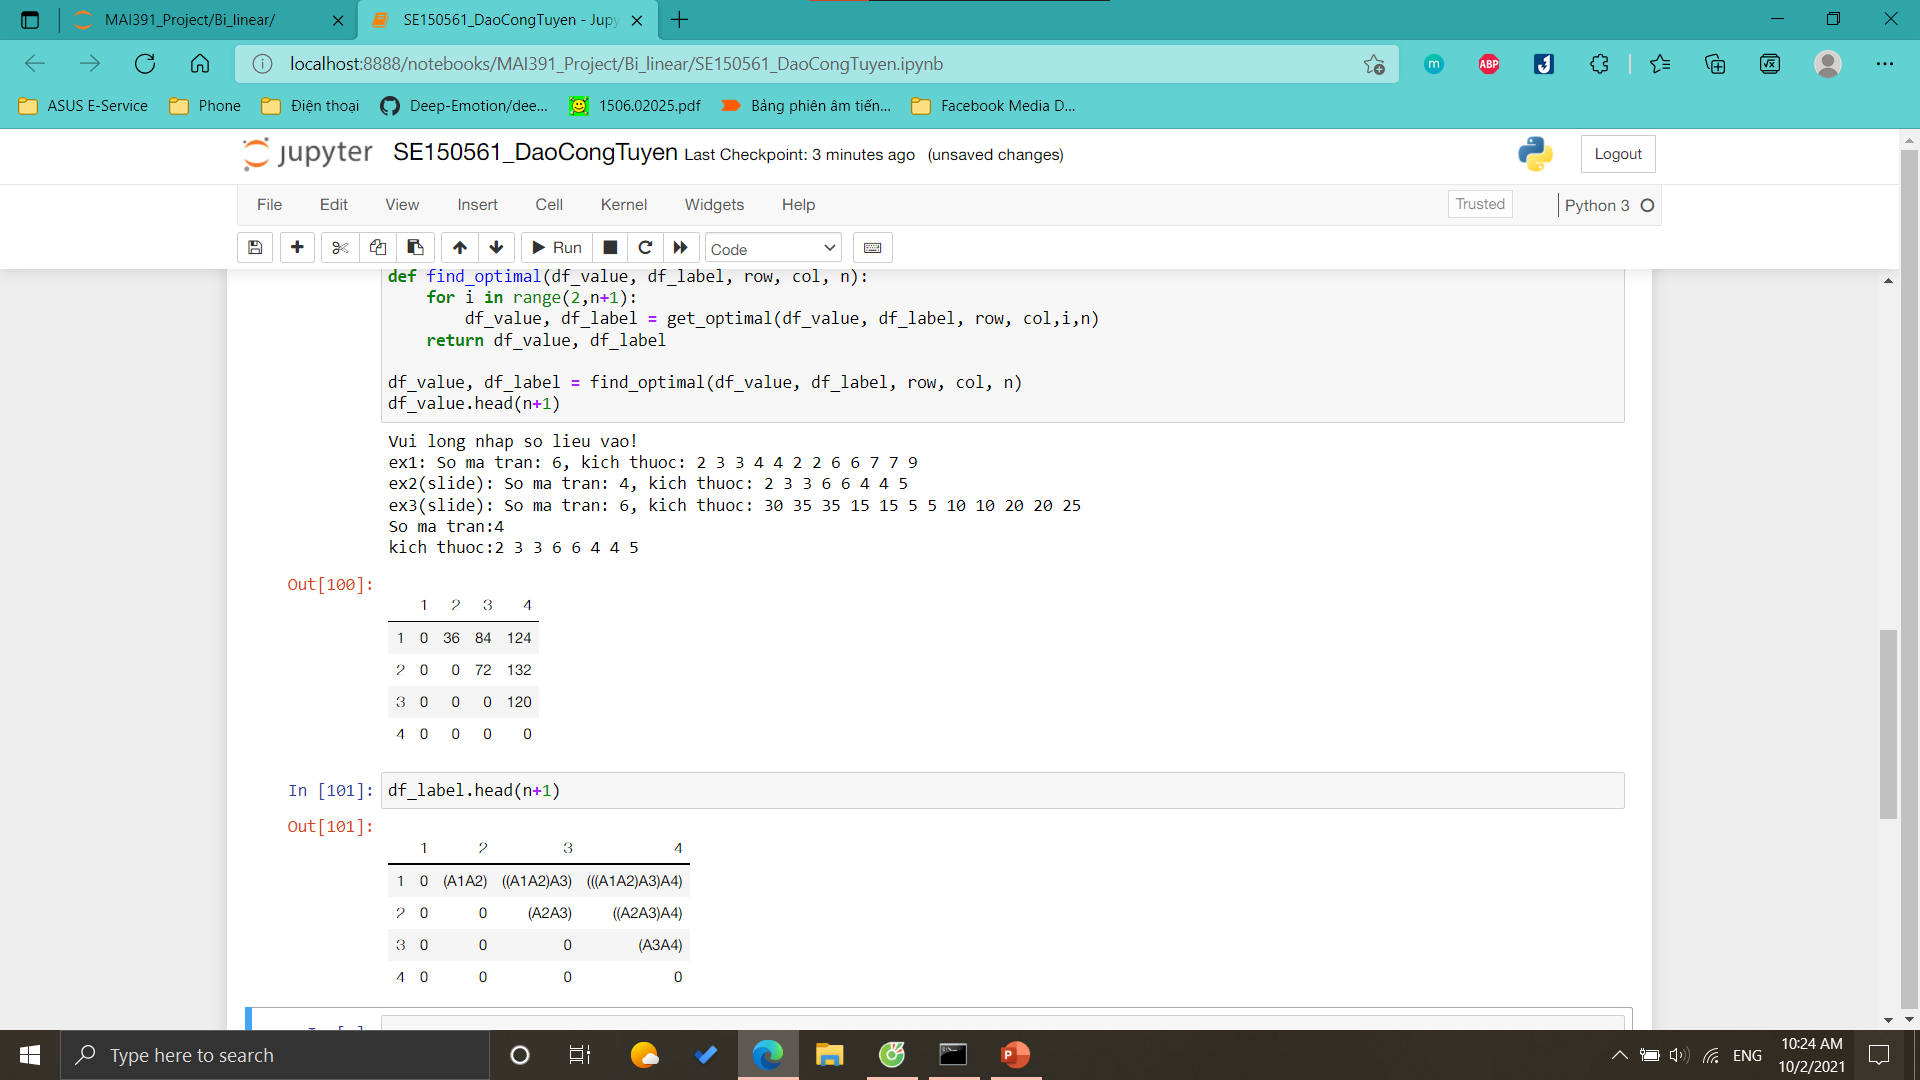 MAI391_Project/Bi_linear/
SE150561_DaoCongTuyen - Jupy
localhost:8888/notebooks/MAI391_Project/Bi_linear/SE150561_DaoCongTuyen.ipynb
m
ABP
ASUS E-Service
Phone
Điện thoại
Deep-Emotion/dee...
1506.02025.pdf
Bảng phiên âm tiến...
Facebook Media D...
jupyter
SE150561_DaoCongTuyen Last Checkpoint: 3 minutes ago (unsaved changes)
Logout
File Edit View Insert Cell Kernel Widgets Help
Trusted
Python 3
Run
Code
def find_optimal(df_value, df_label, row, col, n):
    for i in range(2,n+1):
        df_value, df_label = get_optimal(df_value, df_label, row, col,i,n)
    return df_value, df_label
df_value, df_label = find_optimal(df_value, df_label, row, col, n)
df_value.head(n+1)
Vui long nhap so lieu vao!
ex1: So ma tran: 6, kich thuoc: 2 3 3 4 4 2 2 6 6 7 7 9
ex2(slide): So ma tran: 4, kich thuoc: 2 3 3 6 6 4 4 5
ex3(slide): So ma tran: 6, kich thuoc: 30 35 35 15 15 5 5 10 10 20 20 25
So ma tran:4
kich thuoc:2 3 3 6 6 4 4 5
Out[100]:
1 2 3 4
1 0 36 84 124
2 0 0 72 132
3 0 0 0 120
4 0 0 0 0
In [101]: df_label.head(n+1)
Out[101]:
1 2 3 4
1 0 (A1A2) ((A1A2)A3) (((A1A2)A3)A4)
2 0 0 (A2A3) ((A2A3)A4)
3 0 0 0 (A3A4)
4 0 0 0 0
Type here to search
P
ENG
10:24 AM
10/2/2021